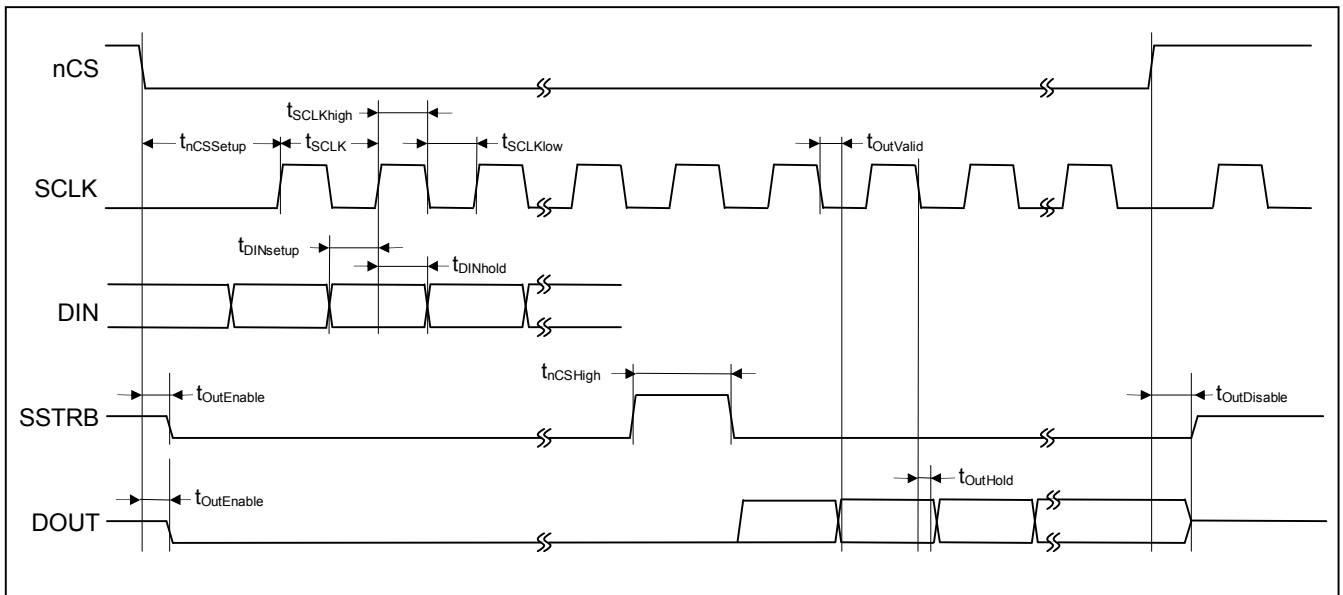 nCS
tSCLKhigh
tnCSSetup
tSCLK
tSCLKlow
tOutValid
SCLK
tDINsetup
tDINhold
DIN
tnCSHigh
tOutEnable
tOutDisable
SSTRB
tOutEnable
tOutHold
DOUT